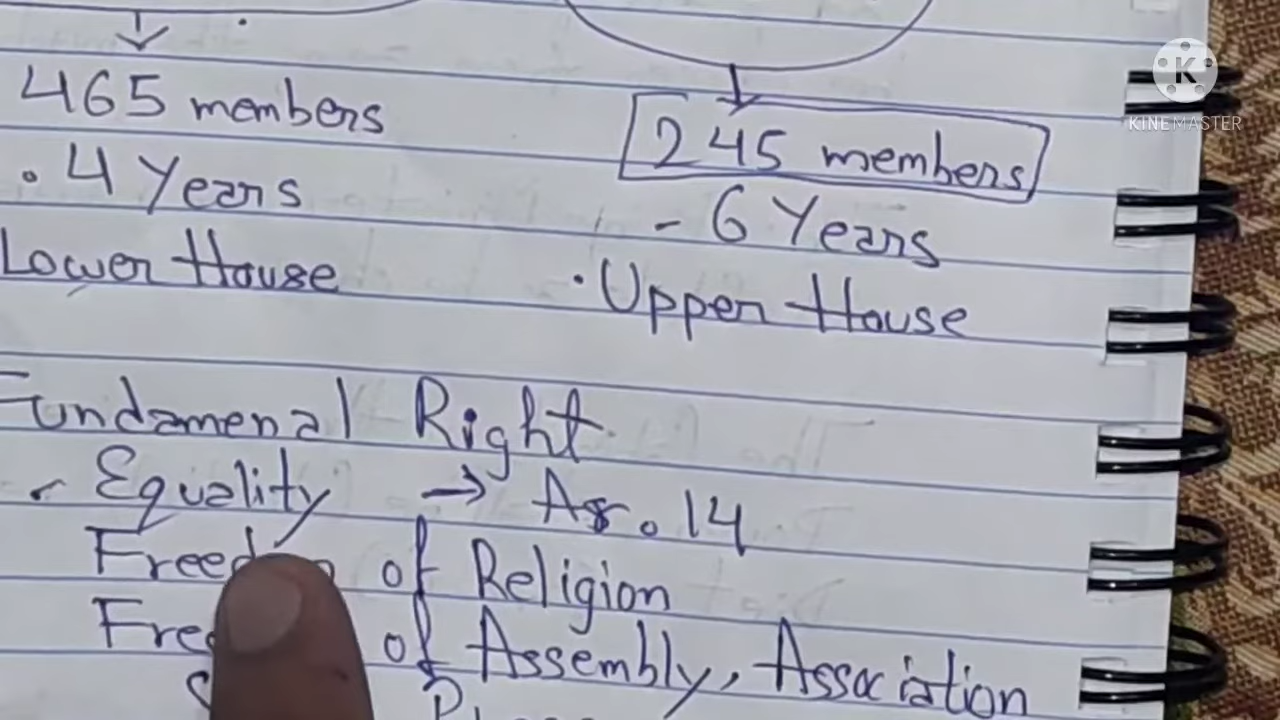 465 members
245 members
. 4 Years
- 6 Years
Lower House
. Upper House
Fundamenal Right
Equality → Ar. 14
of Religion
of Assembly, Association
KINEMASTER